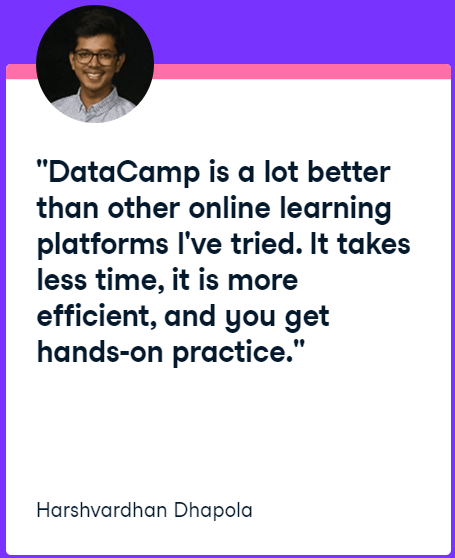 "DataCamp is a lot better
than other online learning
platforms I've tried. It takes
less time, it is more
efficient, and you get
hands-on practice."
Harshvardhan Dhapola